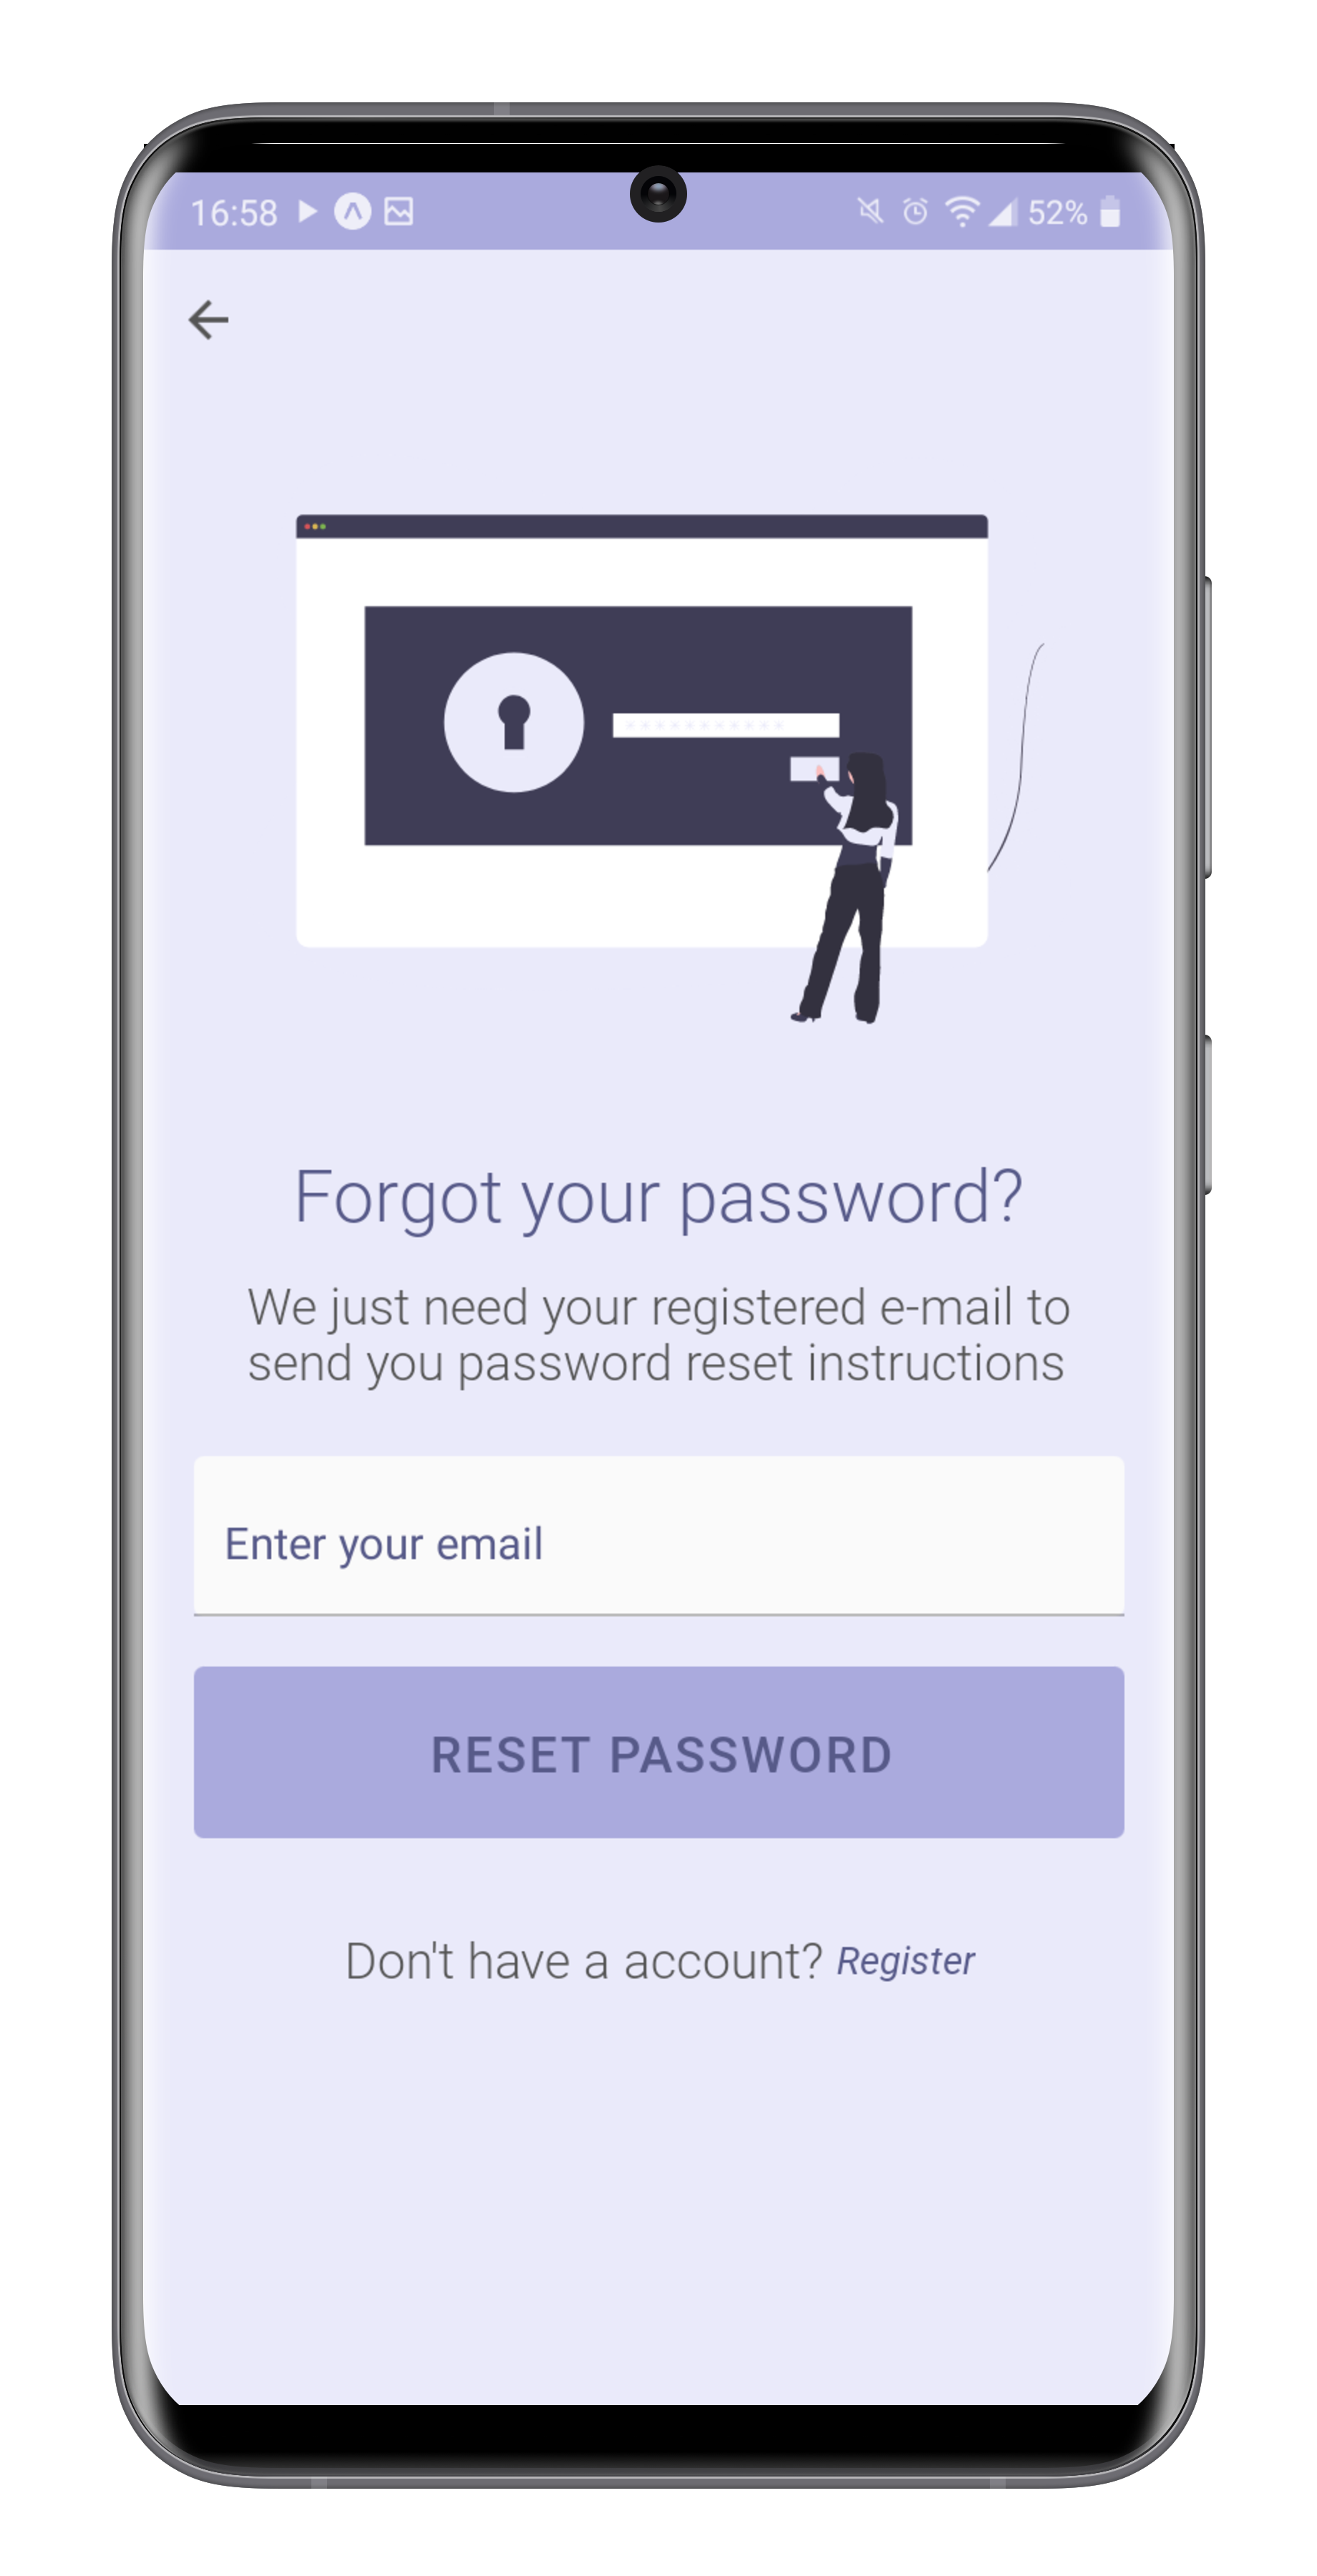 16:58 52%
Forgot your password?
We just need your registered e-mail to
send you password reset instructions
Enter your email
RESET PASSWORD
Don't have a account? Register